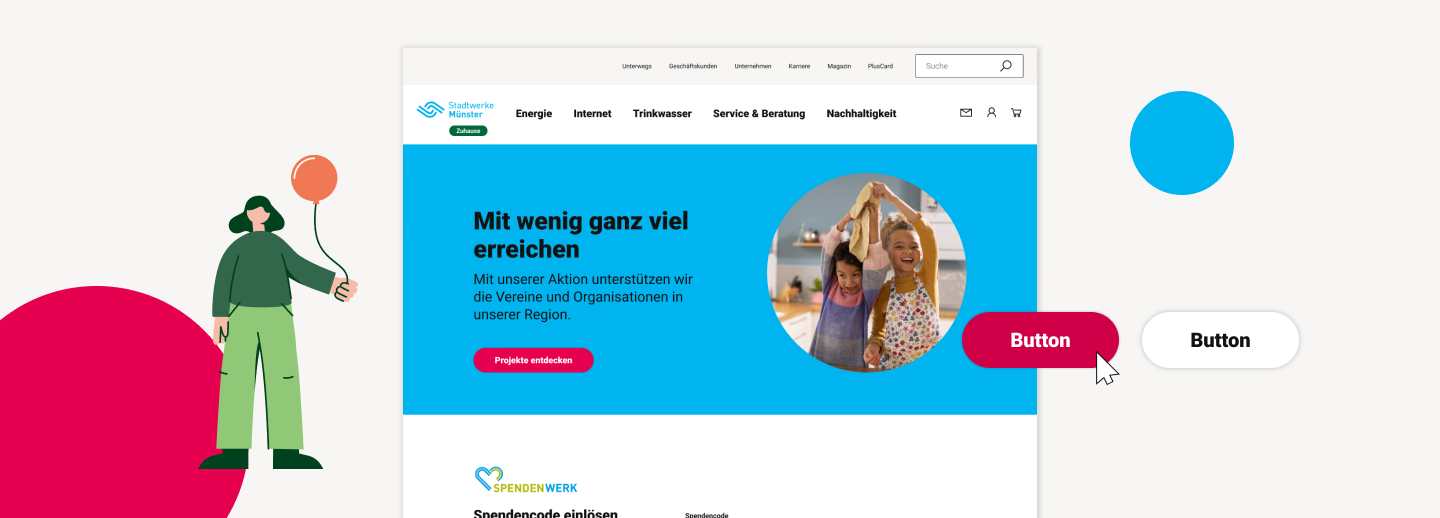 Unterwegs Geschäftskunden Unternehmen Karriere Magazin PlusCard Suche
Stadtwerke
Münster
Zuhause
Energie Internet Trinkwasser Service & Beratung Nachhaltigkeit
Mit wenig ganz viel
erreichen
Mit unserer Aktion unterstützen wir
die Vereine und Organisationen in
unserer Region.
Projekte entdecken
Button Button
SPENDENWERK
Spendencode einlösen Spendencode